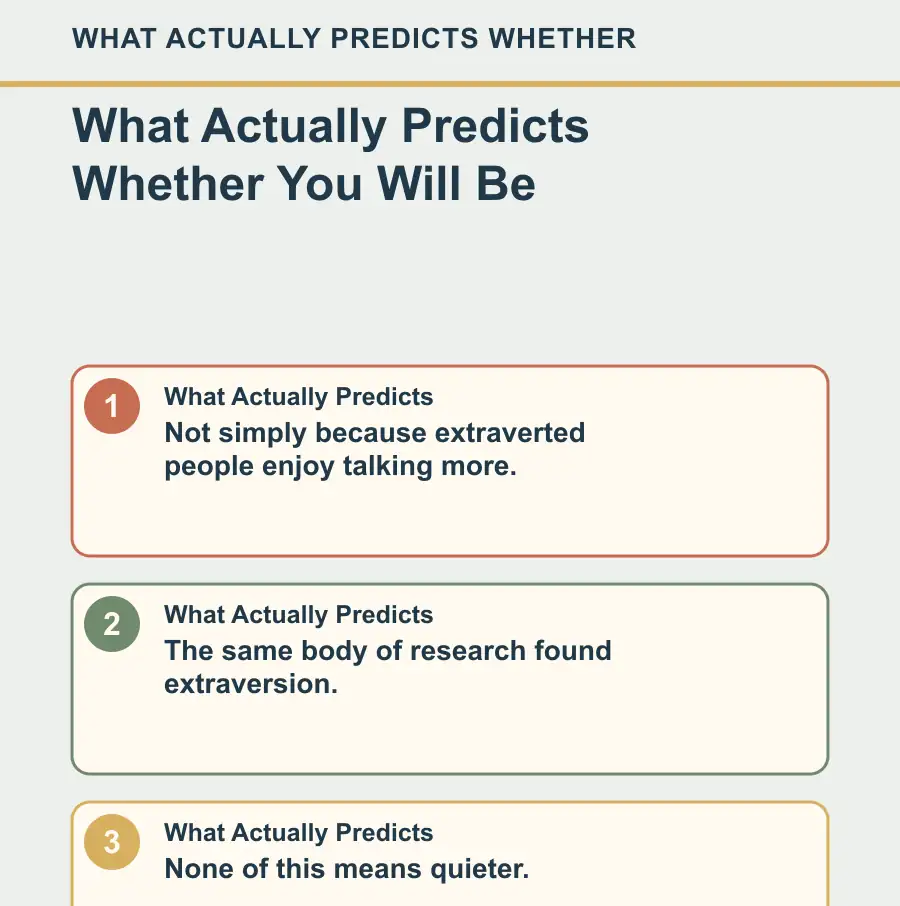 WHAT ACTUALLY PREDICTS WHETHER
What Actually Predicts
Whether You Will Be
1
What Actually Predicts
Not simply because extraverted
people enjoy talking more.
2
What Actually Predicts
The same body of research found
extraversion.
3
What Actually Predicts
None of this means quieter.